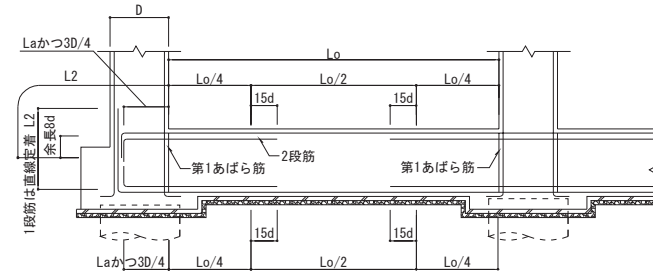 D
Laかつ3D/4
Lo
L2
Lo/4
Lo/2
Lo/4
15d
15d
1段筋は直線定着 L2
余長8d
2段筋
第1あばら筋
第1あばら筋
15d
15d
Laかつ3D/4
Lo/4
Lo/2
Lo/4